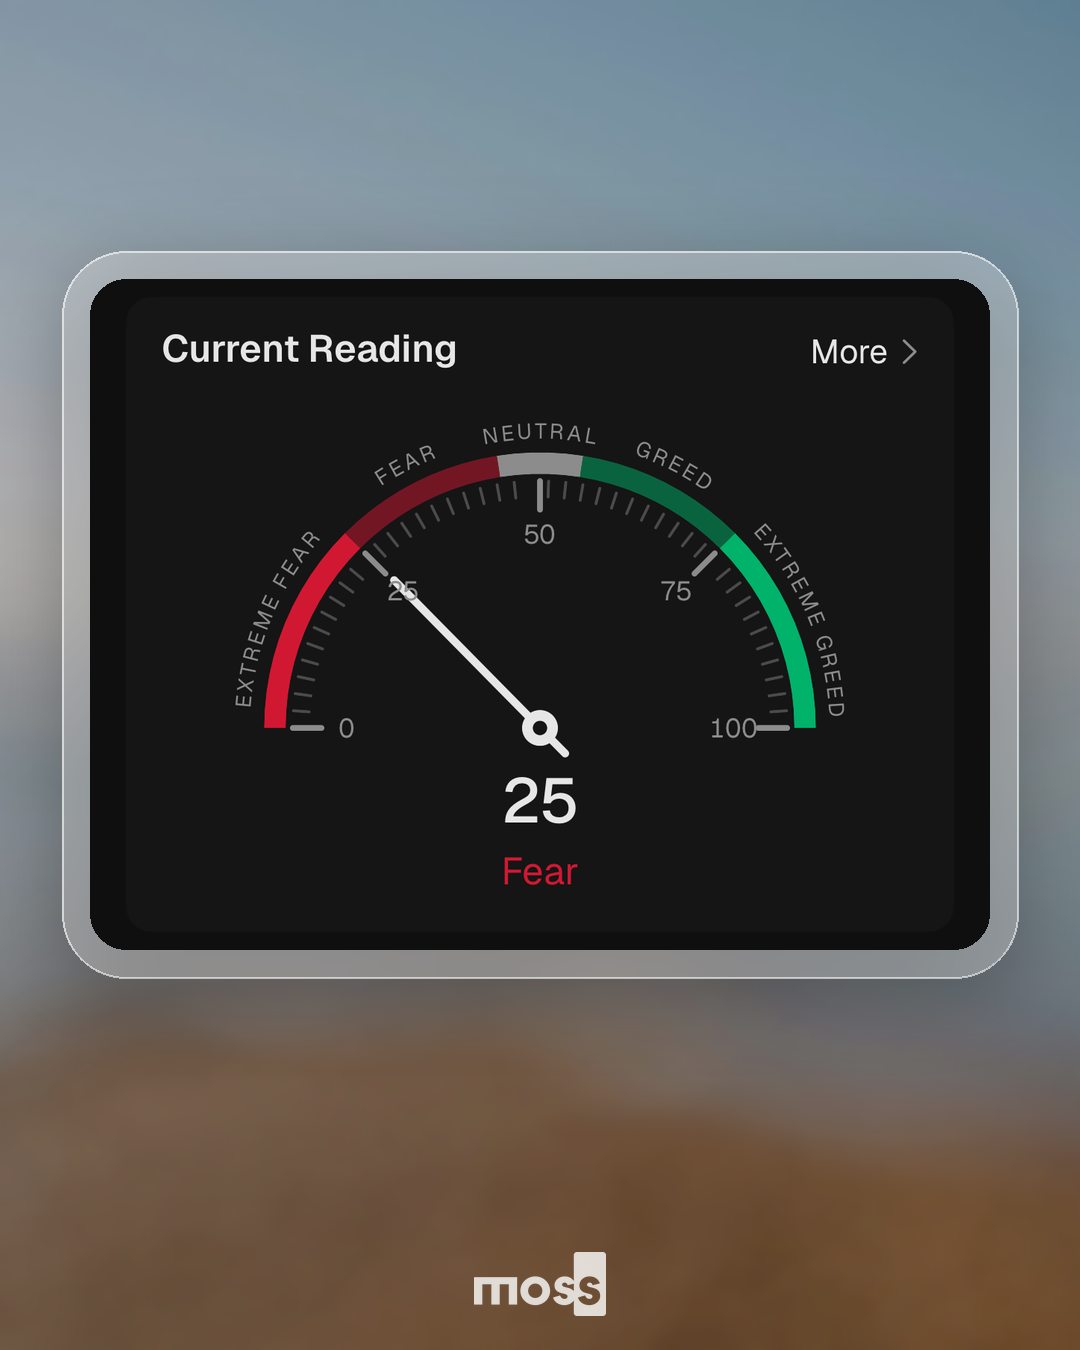 Current Reading
More
EXTREME FEAR
FEAR
NEUTRAL
GREED
EXTREME GREED
0
25
50
75
100
25
Fear
moss